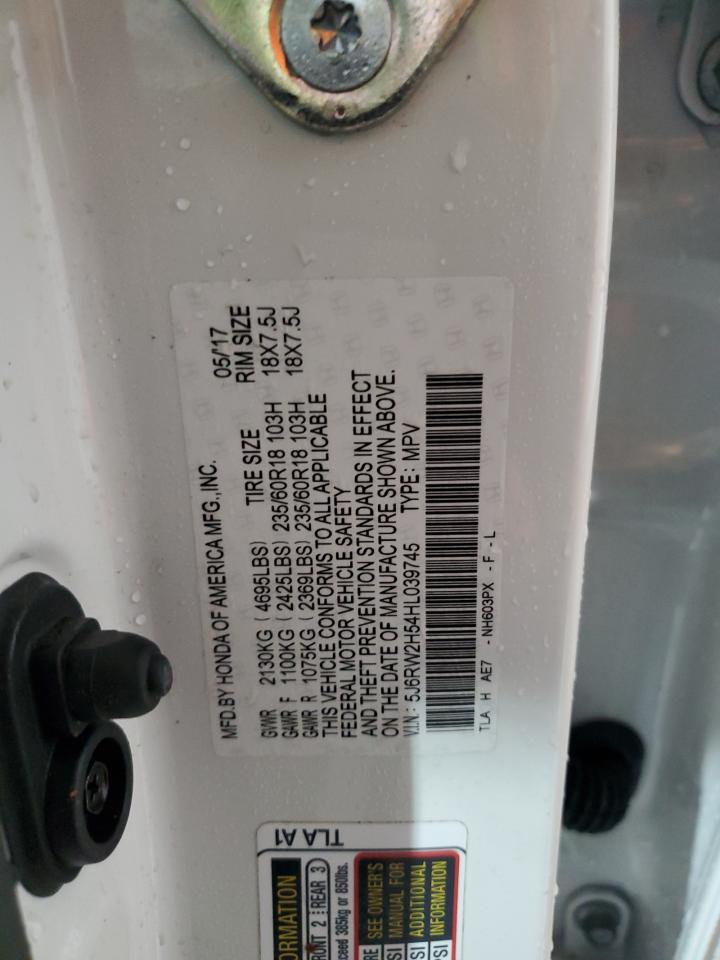 MFD.BY HONDA OF AMERICA MFG.,INC. 05/'17
TIRE SIZE RIM SIZE
GVWR 2130KG ( 4695LBS)
GAWR F 1100KG ( 2425LBS) 235/60R18 103H 18X7.5J
GAWR R 1075KG ( 2369LBS) 235/60R18 103H 18X7.5J
THIS VEHICLE CONFORMS TO ALL APPLICABLE
FEDERAL MOTOR VEHICLE SAFETY
AND THEFT PREVENTION STANDARDS IN EFFECT
ON THE DATE OF MANUFACTURE SHOWN ABOVE.
V.I.N.: 5J6RW2H54HL039745 TYPE: MPV
TLA H AE7 - NH603PX - F - L
TLA A1
2 REAR 3
385kg or 850lbs.
SEE OWNER'S
MANUAL FOR
ADDITIONAL
INFORMATION